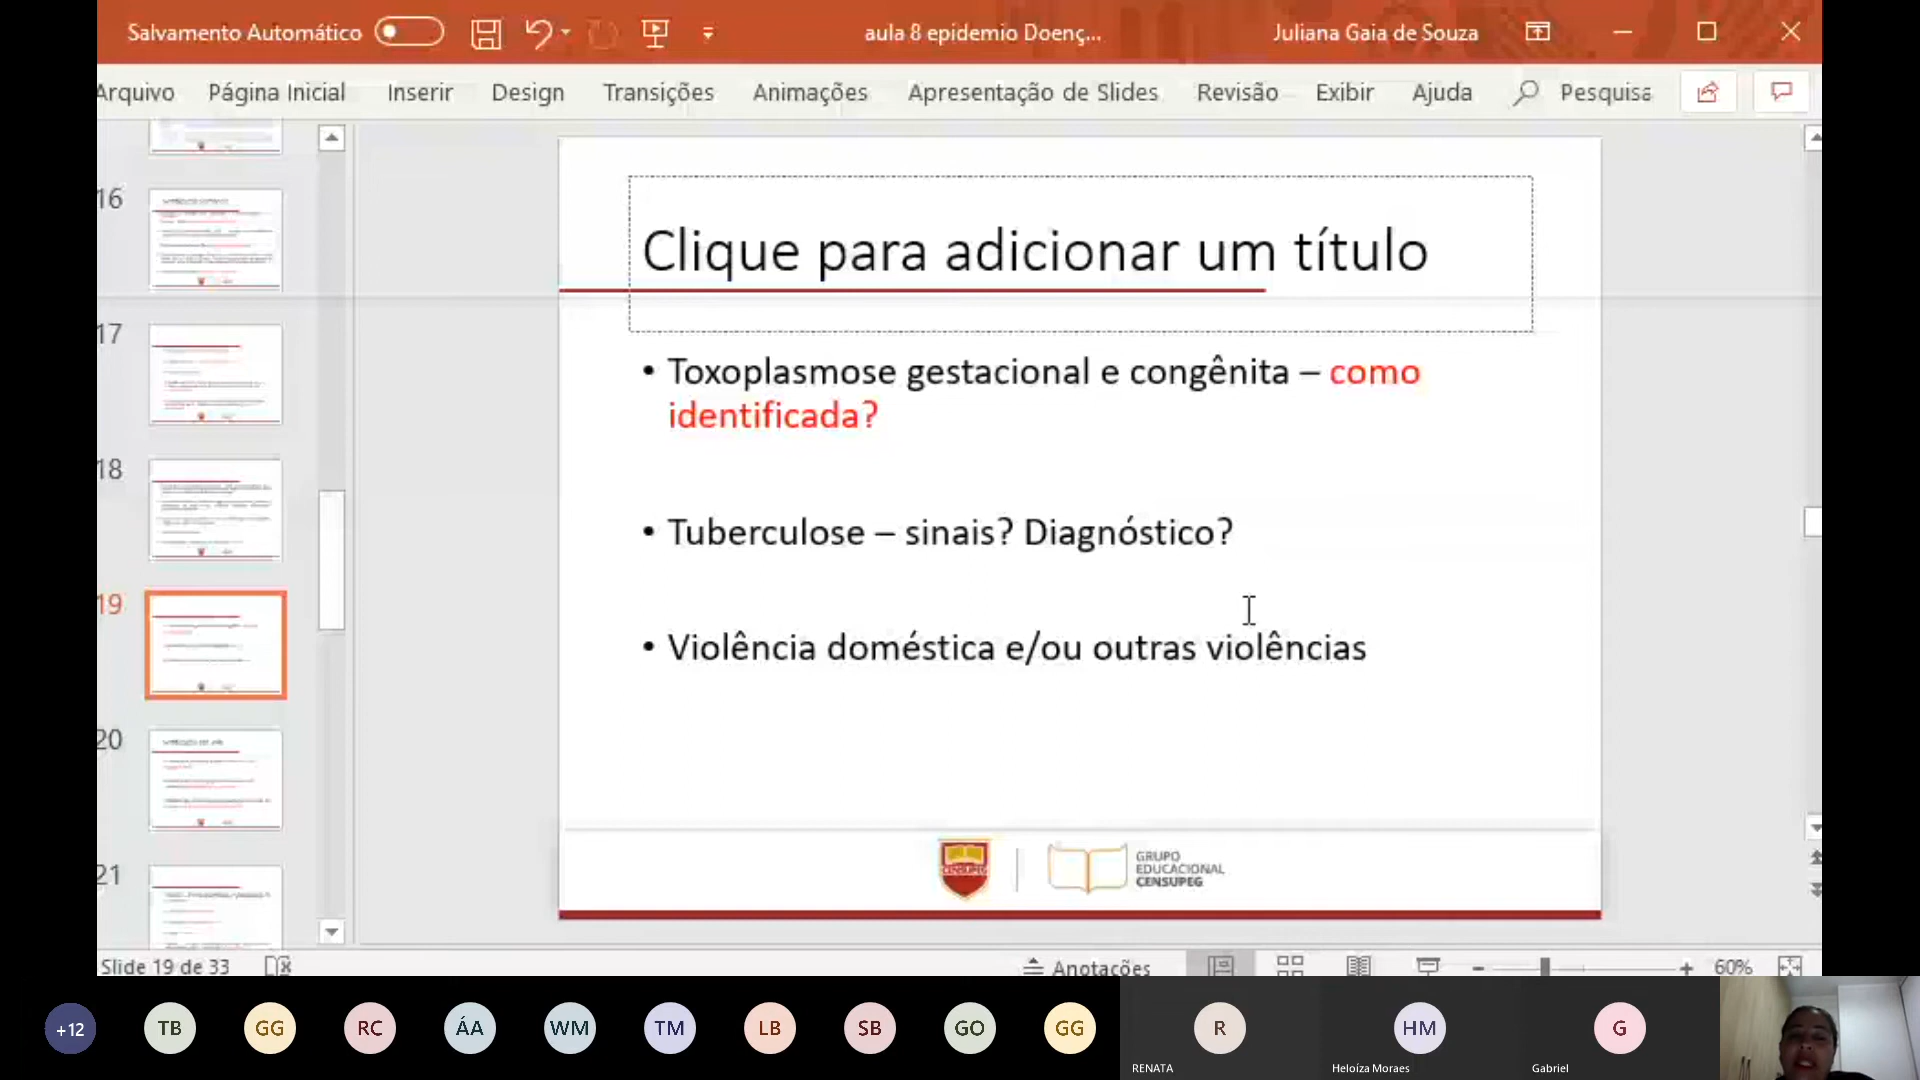 Salvamento Automático
aula 8 epidemio Doenç...
Juliana Gaia de Souza
Arquivo Página Inicial Inserir Design Transições Animações Apresentação de Slides Revisão Exibir Ajuda Pesquisa
16
17
18
19
20
21
Clique para adicionar um título
• Toxoplasmose gestacional e congênita – como
identificada?
• Tuberculose – sinais? Diagnóstico?
• Violência doméstica e/ou outras violências
CENSUPEG
GRUPO
EDUCACIONAL
CENSUPEG
Slide 19 de 33
Anotações
60%
+12 TB GG RC ÁA WM TM LB SB GO GG R HM G
RENATA Heloíza Moraes Gabriel